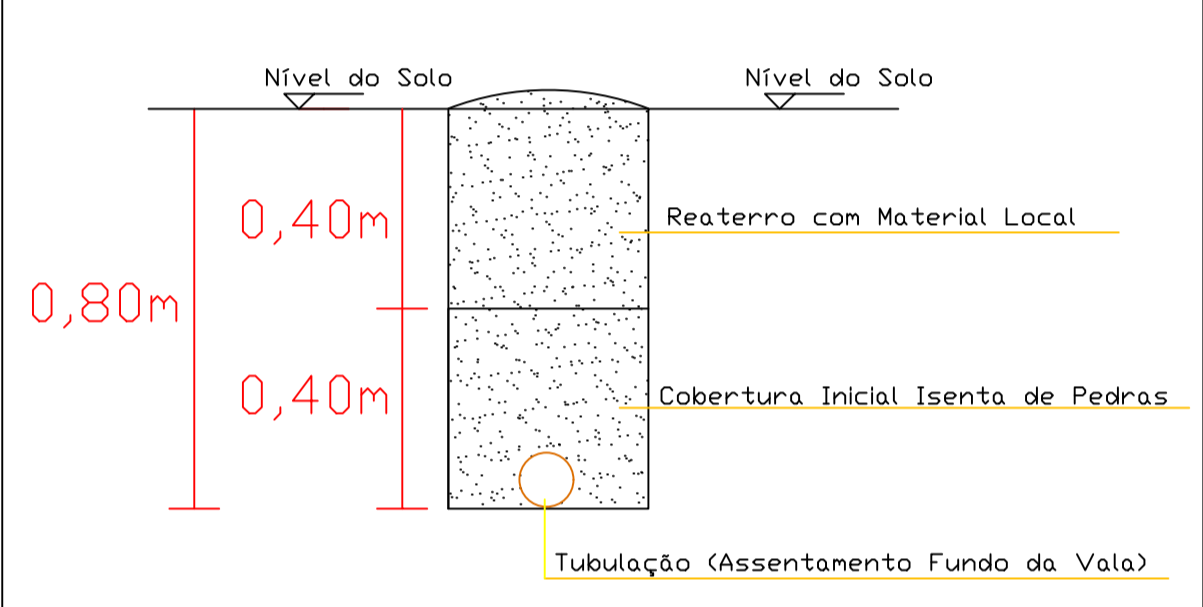 Nível do Solo
Nível do Solo
0,40m
Reaterro com Material Local
0,80m
0,40m
Cobertura Inicial Isenta de Pedras
Tubulação (Assentamento Fundo da Vala)